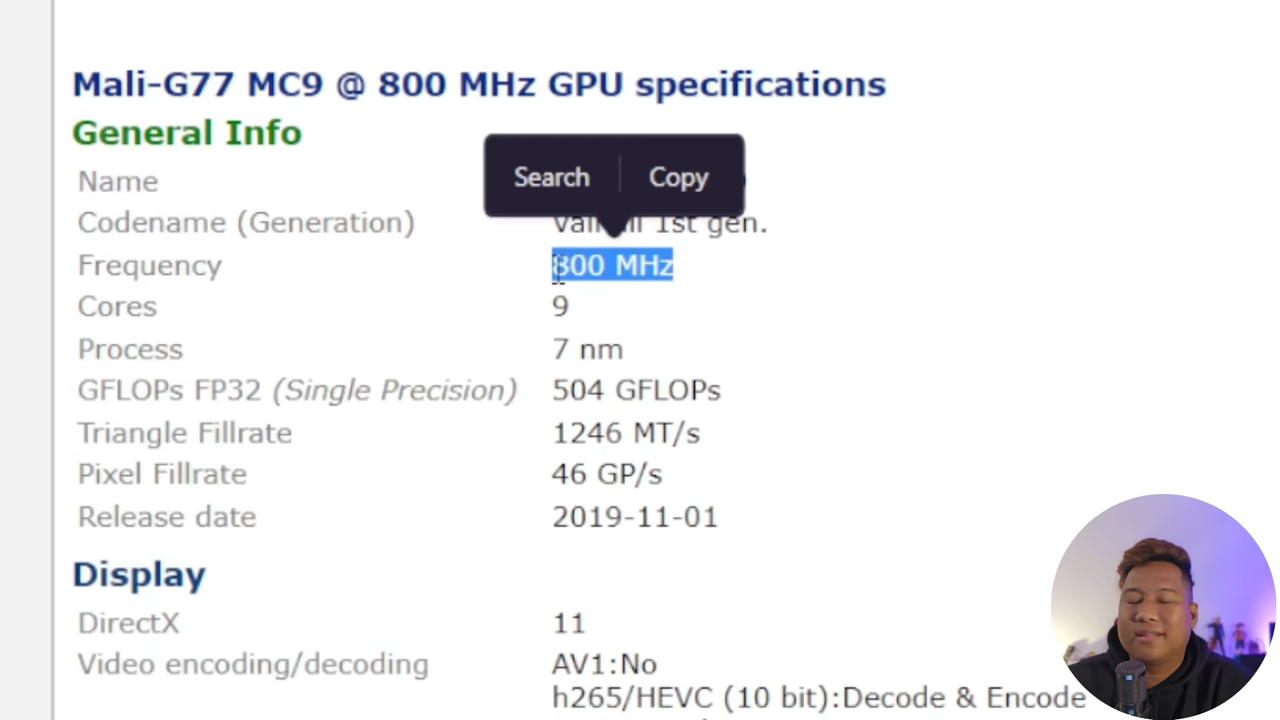 Mali-G77 MC9 @ 800 MHz GPU specifications
General Info
Search Copy
Name
Codename (Generation) 1st gen.
Frequency 800 MHz
Cores 9
Process 7 nm
GFLOPs FP32 (Single Precision) 504 GFLOPs
Triangle Fillrate 1246 MT/s
Pixel Fillrate 46 GP/s
Release date 2019-11-01
Display
DirectX 11
Video encoding/decoding AV1:No
h265/HEVC (10 bit):Decode & Encode